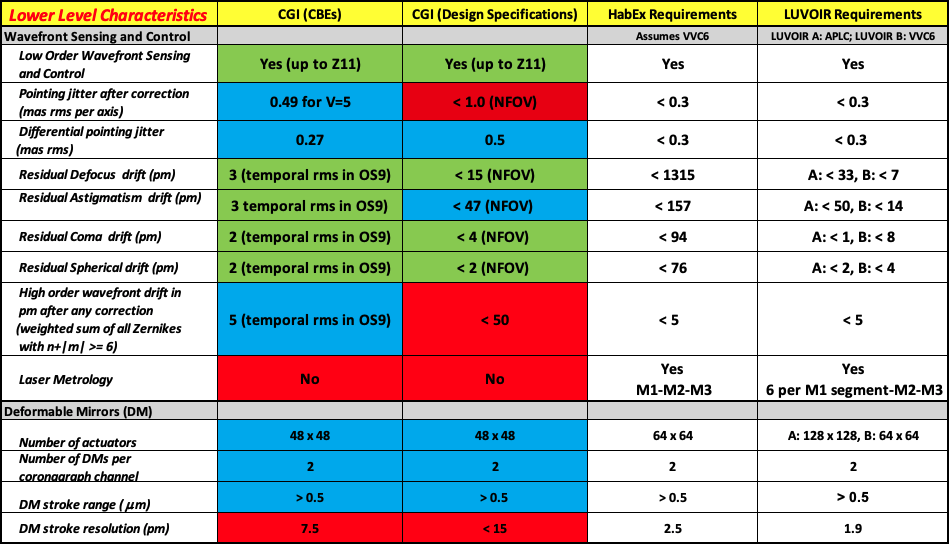 Lower Level Characteristics CGI (CBEs) CGI (Design Specifications) HabEx Requirements LUVOIR Requirements
Wavefront Sensing and Control Assumes VVC6 LUVOIR A: APLC; LUVOIR B: VVC6
Low Order Wavefront Sensing
and Control Yes (up to Z11) Yes (up to Z11) Yes Yes
Pointing jitter after correction
(mas rms per axis) 0.49 for V=5 < 1.0 (NFOV) < 0.3 < 0.3
Differential pointing jitter
(mas rms) 0.27 0.5 < 0.3 < 0.3
Residual Defocus drift (pm) 3 (temporal rms in OS9) < 15 (NFOV) < 1315 A: < 33, B: < 7
Residual Astigmatism drift (pm) 3 temporal rms in OS9) < 47 (NFOV) < 157 A: < 50, B: < 14
Residual Coma drift (pm) 2 (temporal rms in OS9) < 4 (NFOV) < 94 A: < 1, B: < 8
Residual Spherical drift (pm) 2 (temporal rms in OS9) < 2 (NFOV) < 76 A: < 2, B: < 4
High order wavefront drift in
pm after any correction
(weighted sum of all Zernikes
with n+|m| >= 6) 5 (temporal rms in OS9) < 50 < 5 < 5
Laser Metrology No No Yes Yes
M1-M2-M3 6 per M1 segment-M2-M3
Deformable Mirrors (DM)
Number of actuators 48 x 48 48 x 48 64 x 64 A: 128 x 128, B: 64 x 64
Number of DMs per
coronagraph channel 2 2 2 2
DM stroke range ( μm) > 0.5 > 0.5 > 0.5 > 0.5
DM stroke resolution (pm) 7.5 < 15 2.5 1.9